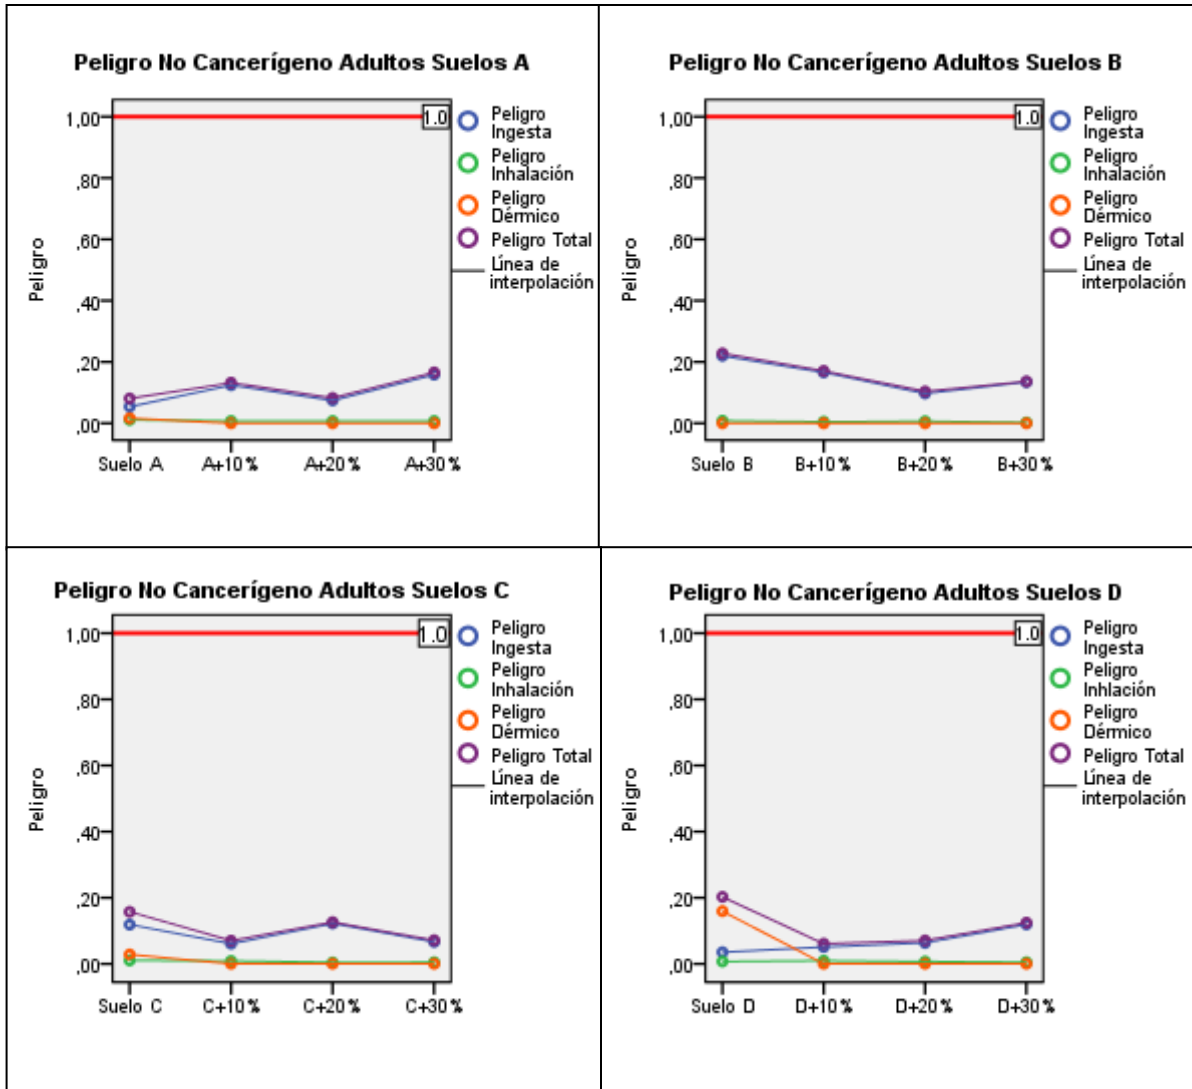 Peligro No Cancerígeno Adultos Suelos A
1,00
,80
,60
,40
,20
,00
Peligro
1.0
Peligro
Ingesta
Peligro
Inhalación
Peligro
Dérmico
Peligro Total
Línea de
interpolación
Suelo A
A+10%
A+20%
A+30%
Peligro No Cancerígeno Adultos Suelos B
1,00
,80
,60
,40
,20
,00
Peligro
1.0
Peligro
Ingesta
Peligro
Inhalación
Peligro
Dérmico
Peligro Total
Línea de
interpolación
Suelo B
B+10%
B+20%
B+30%
Peligro No Cancerígeno Adultos Suelos C
1,00
,80
,60
,40
,20
,00
Peligro
1.0
Peligro
Ingesta
Peligro
Inhalación
Peligro
Dérmico
Peligro Total
Línea de
interpolación
Suelo C
C+10%
C+20%
C+30%
Peligro No Cancerígeno Adultos Suelos D
1,00
,80
,60
,40
,20
,00
Peligro
1.0
Peligro
Ingesta
Peligro
Inhlación
Peligro
Dérmico
Peligro Total
Línea de
interpolación
Suelo D
D+10%
D+20%
D+30%